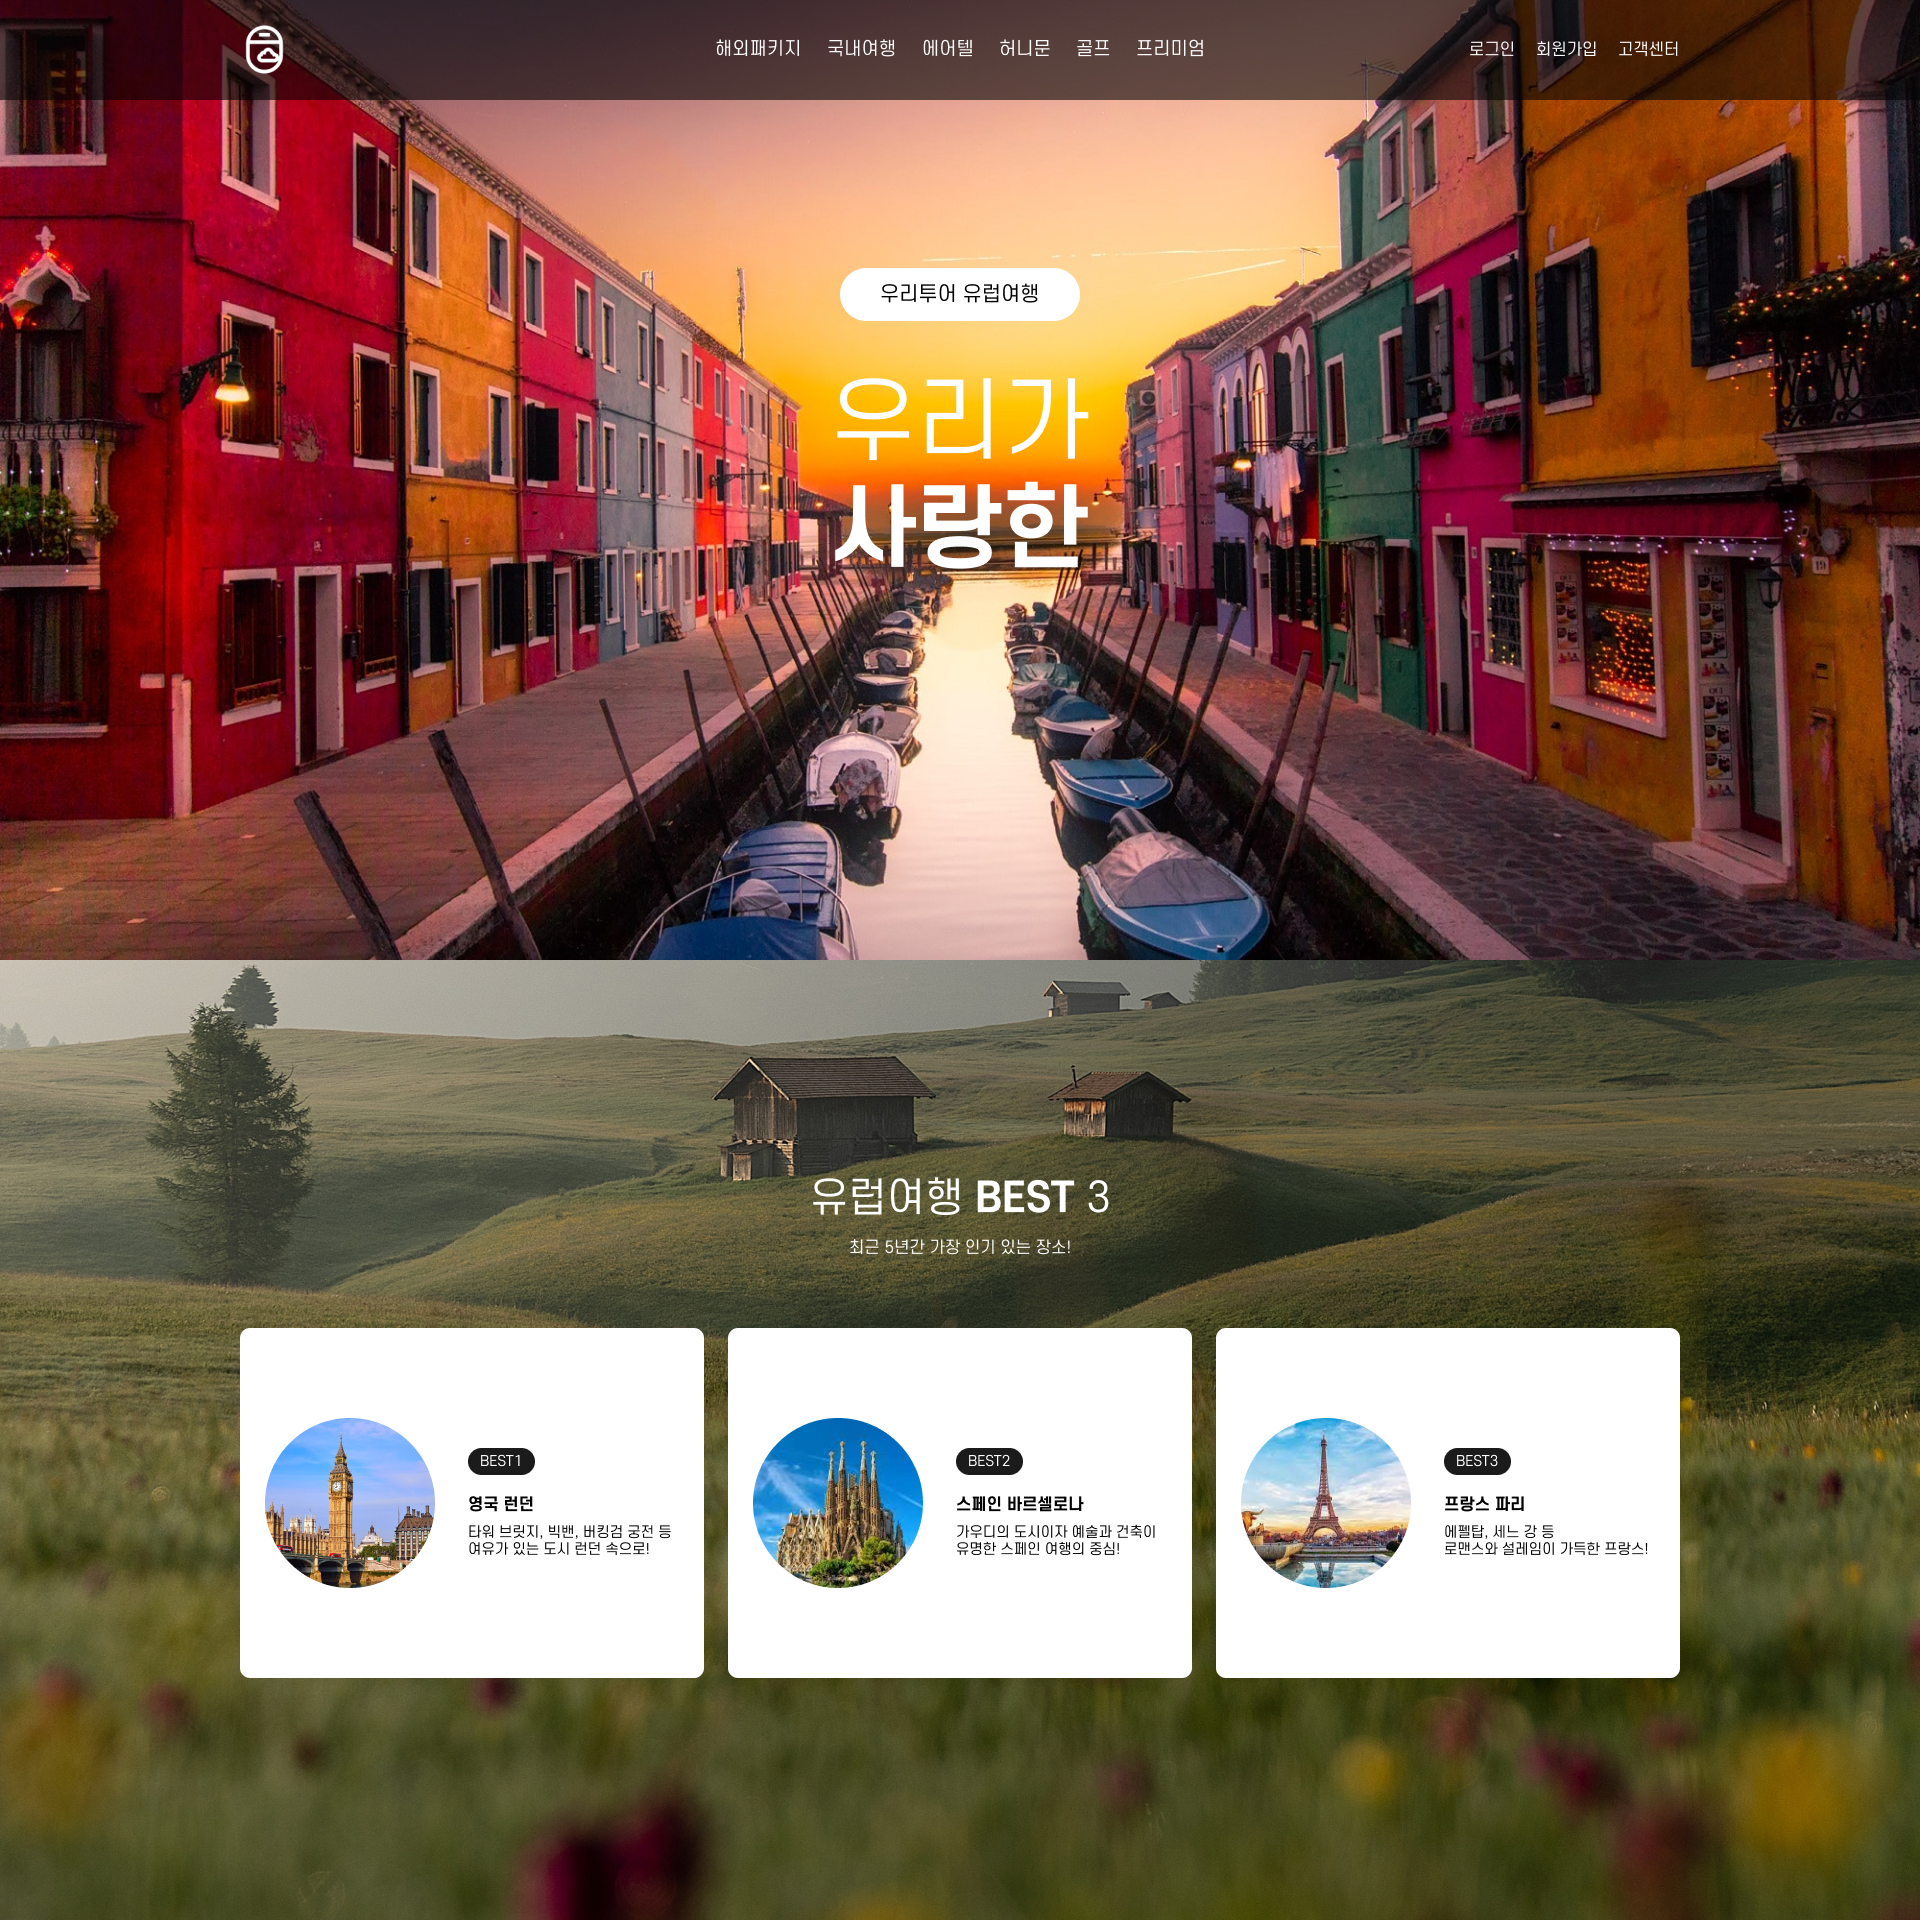 해외패키지 국내여행 에어텔 허니문 골프 프리미엄
로그인 회원가입 고객센터
우리투어 유럽여행
우리가
사랑한
19
유럽여행 BEST 3
최근 5년간 가장 인기 있는 장소!
BEST1
영국 런던
타워 브릿지, 빅밴, 버킹검 궁전 등
여유가 있는 도시 런던 속으로!
BEST2
스페인 바르셀로나
가우디의 도시이자 예술과 건축이
유명한 스페인 여행의 중심!
BEST3
프랑스 파리
에펠탑, 세느 강 등
로맨스와 설레임이 가득한 프랑스!